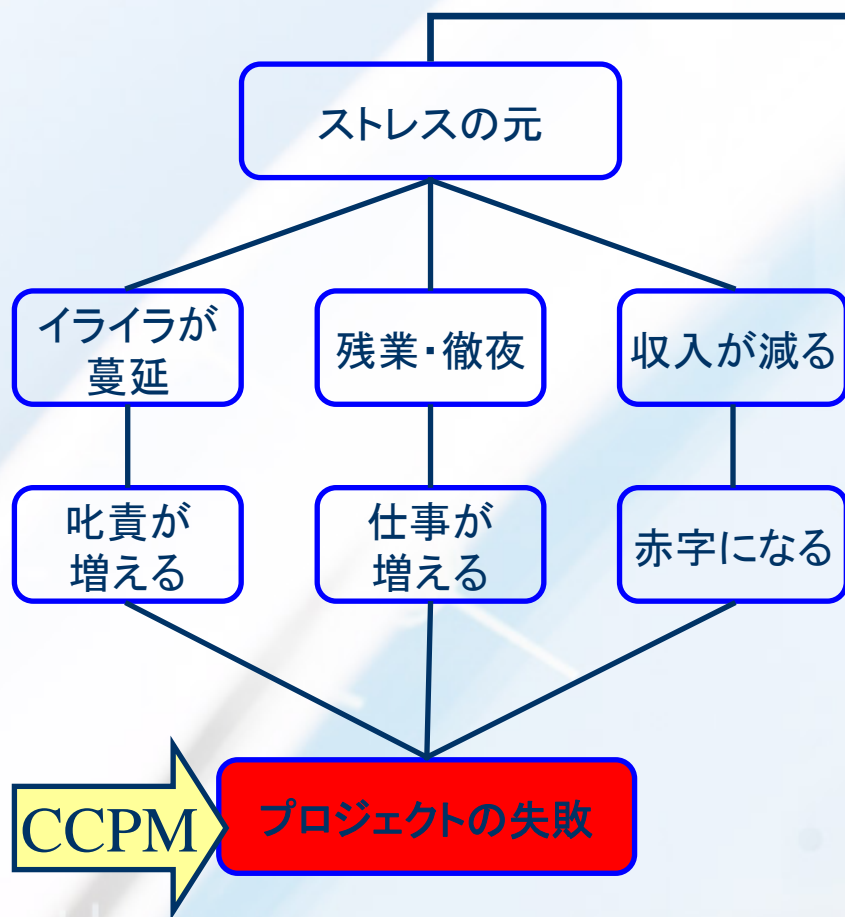 ストレスの元
イライラが
蔓延
残業・徹夜
収入が減る
叱責が
増える
仕事が
増える
赤字になる
CCPM
プロジェクトの失敗